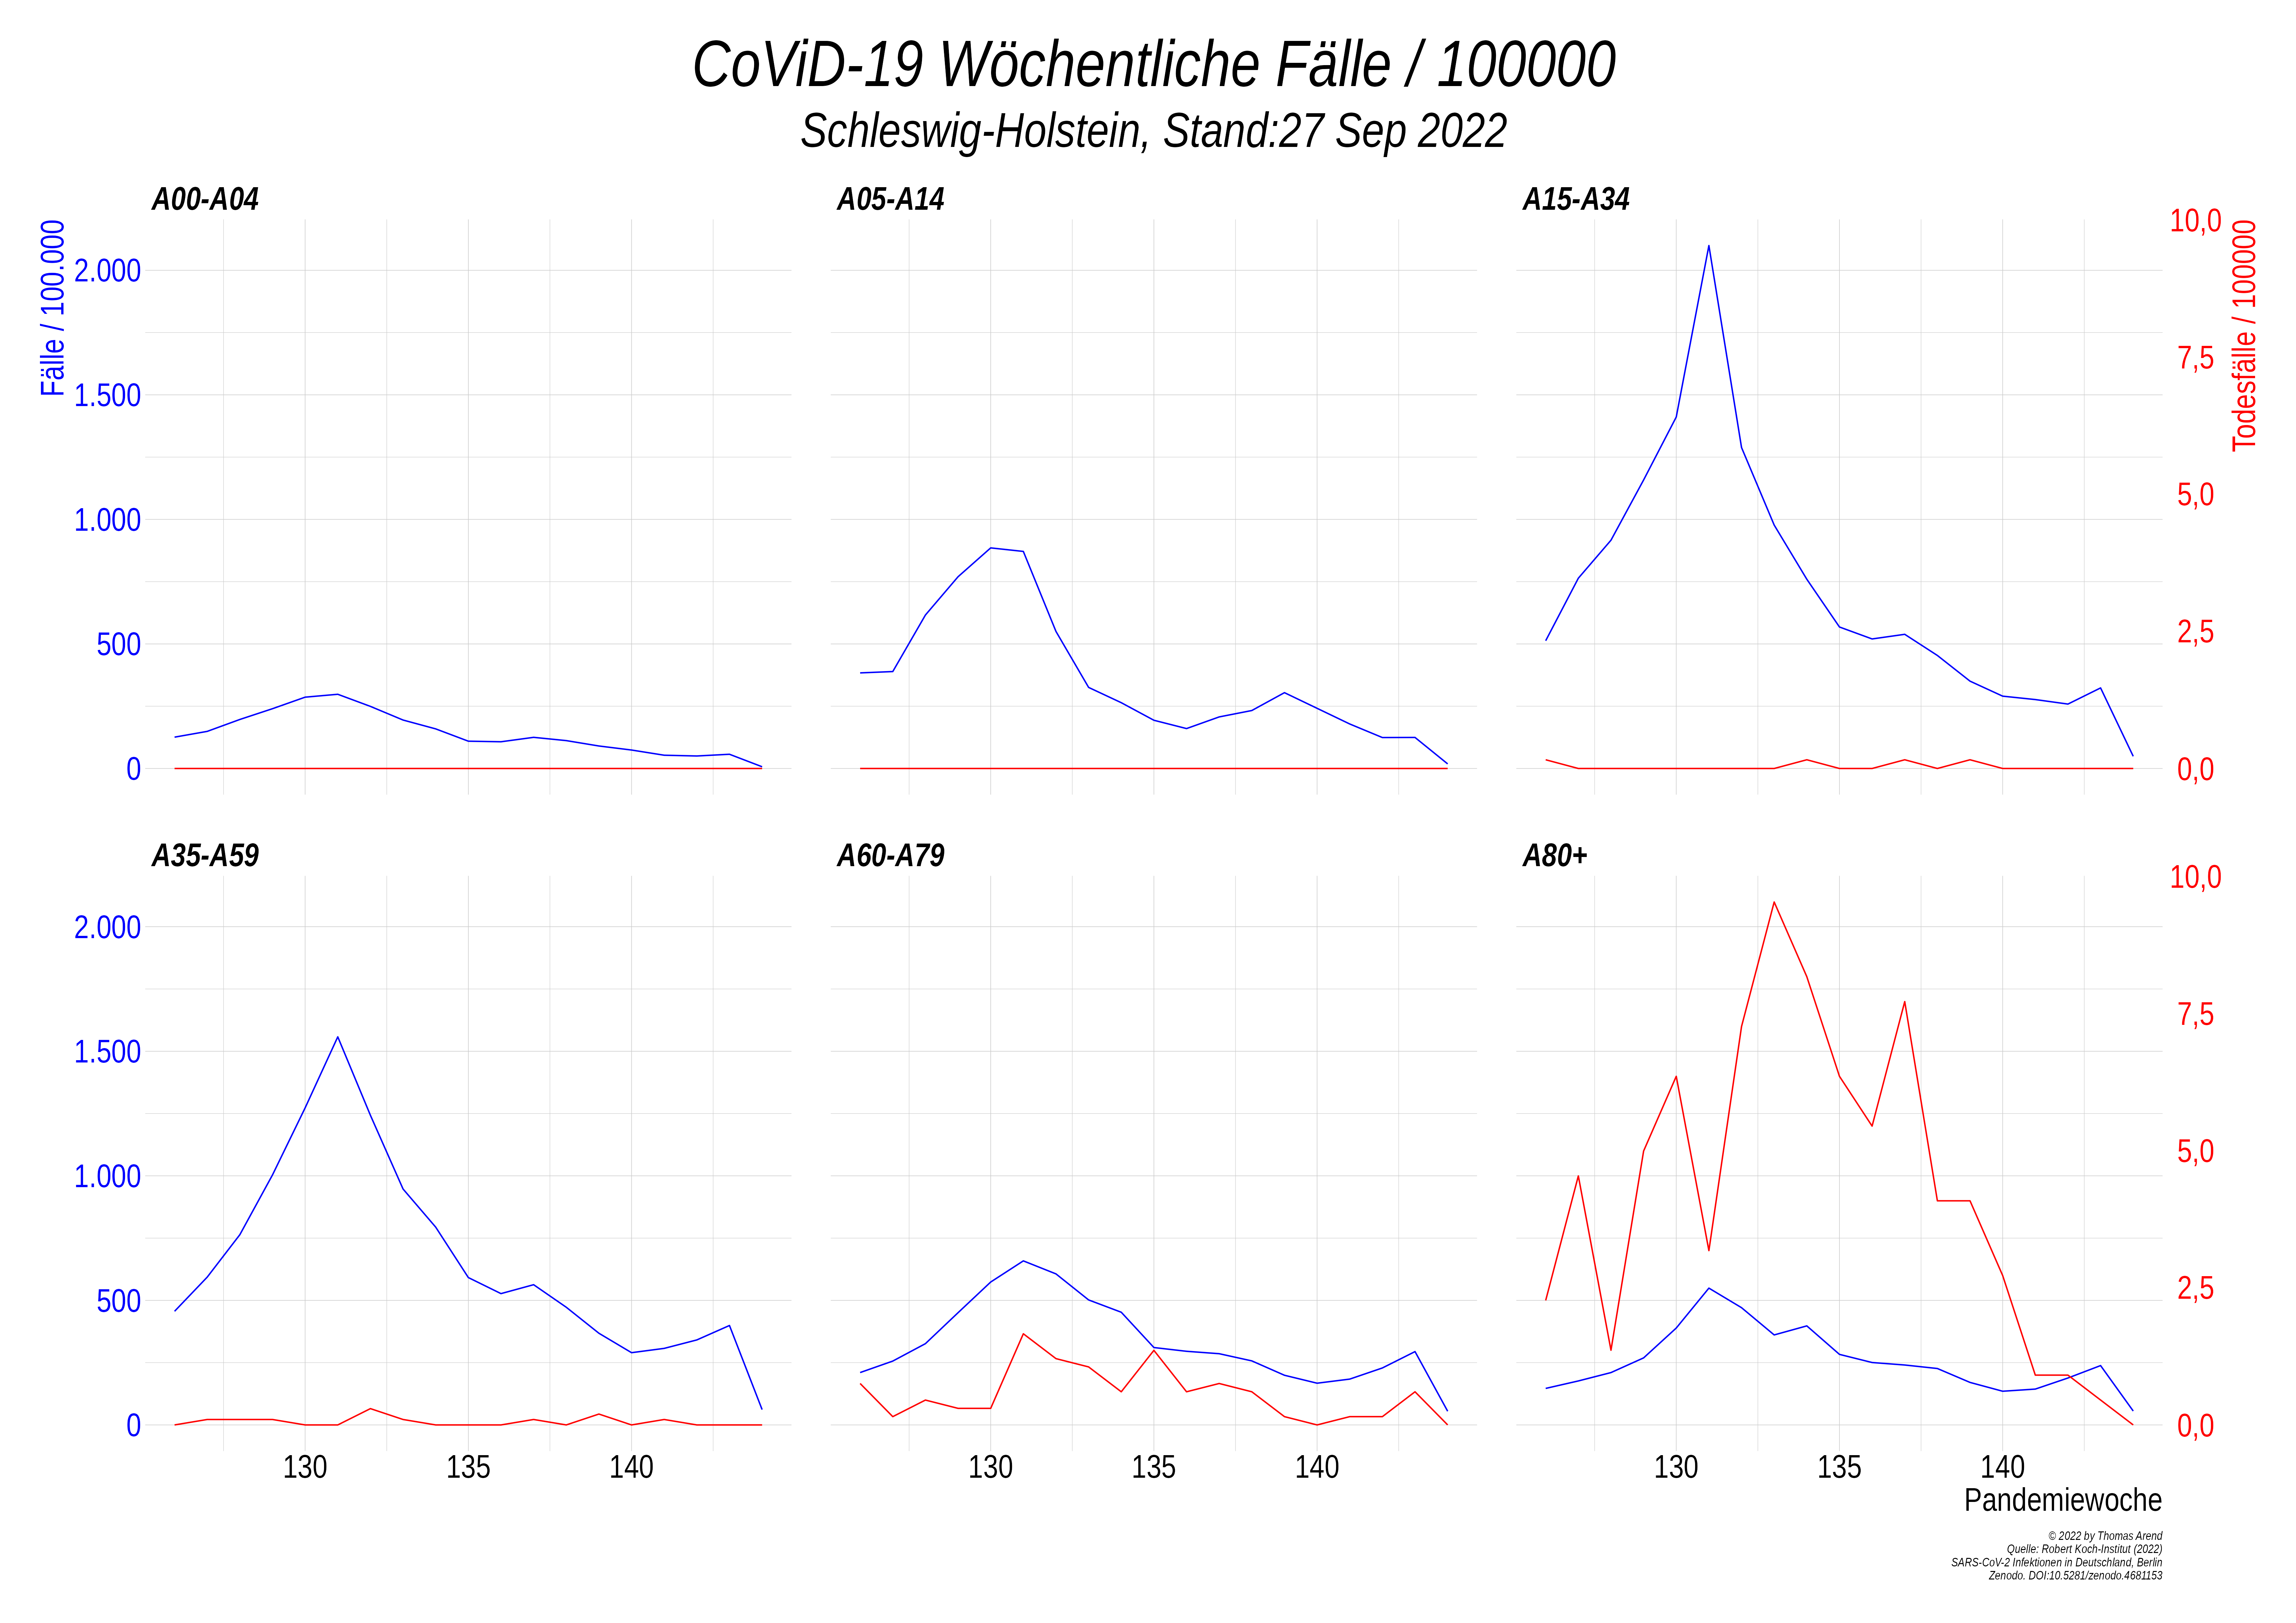 CoViD-19 Wöchentliche Fälle / 100000
Schleswig-Holstein, Stand:27 Sep 2022
A00-A04
A05-A14
A15-A34
Fälle / 100.000
2.000
1.500
1.000
500
0
10,0
7,5
5,0
2,5
0,0
Todesfälle / 100000
A35-A59
A60-A79
A80+
2.000
1.500
1.000
500
0
10,0
7,5
5,0
2,5
0,0
130 135 140
130 135 140
130 135 140
Pandemiewoche
© 2022 by Thomas Arend
Quelle: Robert Koch-Institut (2022)
SARS-CoV-2 Infektionen in Deutschland, Berlin
Zenodo. DOI:10.5281/zenodo.4681153